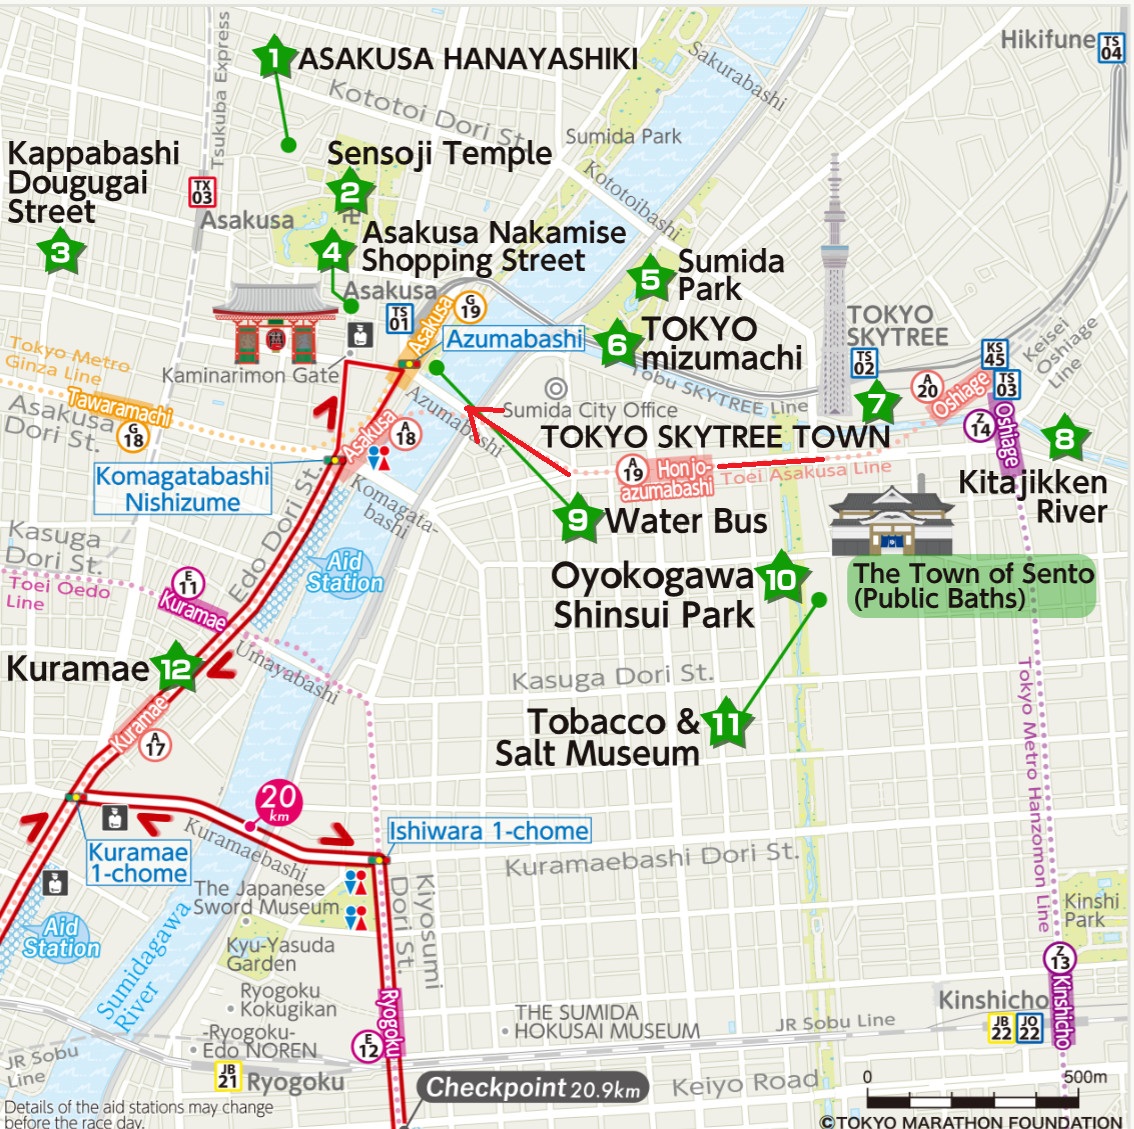 Hikifune
TS
04
1
ASAKUSA HANAYASHIKI
Tsukuba Express
Kototoi Dori St.
Sakurabashi
Sumida Park
Kappabashi
Dougugai
Street
3
TX
03
Asakusa
Sensoji Temple
2
卍
Kototoibashi
4
Asakusa Nakamise
Shopping Street
Asakusa
TS
01
Asakusa
G
19
Azumabashi
5
Sumida
Park
6
TOKYO
mizumachi
TOKYO
SKYTREE
TS
02
7
KS
45
TS
03
Keisei
Oshiage
Line
A
20
Oshiage
Z
14
Oshiage
8
Kitajikken
River
Tokyo Metro
Ginza Line
Kaminarimon Gate
Tawaramachi
G
18
Asakusa
Dori St.
Asakusa
A
18
Azumabashi
Tobu SKYTREE Line
Sumida City Office
TOKYO SKYTREE TOWN
A
19
Honjo-
azumabashi
Toei Asakusa Line
Komagatabashi
Nishizume
Komagata-
bashi
9
Water Bus
Kasuga
Dori St.
Edo Dori St.
Aid
Station
Toei Oedo
Line
E
11
Kuramae
Oyokogawa
Shinsui Park
10
The Town of Sento
(Public Baths)
Kuramae
12
Umayabashi
Kasuga Dori St.
Tokyo Metro Hanzomon Line
Tobacco &
Salt Museum
11
Kuramae
A
17
20
km
Kuramae
1-chome
Kuramaebashi
Ishiwara 1-chome
Kuramaebashi Dori St.
The Japanese
Sword Museum
Kiyosumi
Dori St.
Kinshi
Park
Aid
Station
Sumidagawa
River
Kyu-Yasuda
Garden
Z
13
Kinshicho
Ryogoku
Kokugikan
Ryogoku
E
12
THE SUMIDA
HOKUSAI MUSEUM
Kinshicho
JB
22
JO
22
JR Sobu Line
-Ryogoku-
Edo NOREN
JR Sobu
Line
JB
21
Ryogoku
Checkpoint 20.9km
Keiyo Road
0
500m
Details of the aid stations may change
before the race day.
©TOKYO MARATHON FOUNDATION